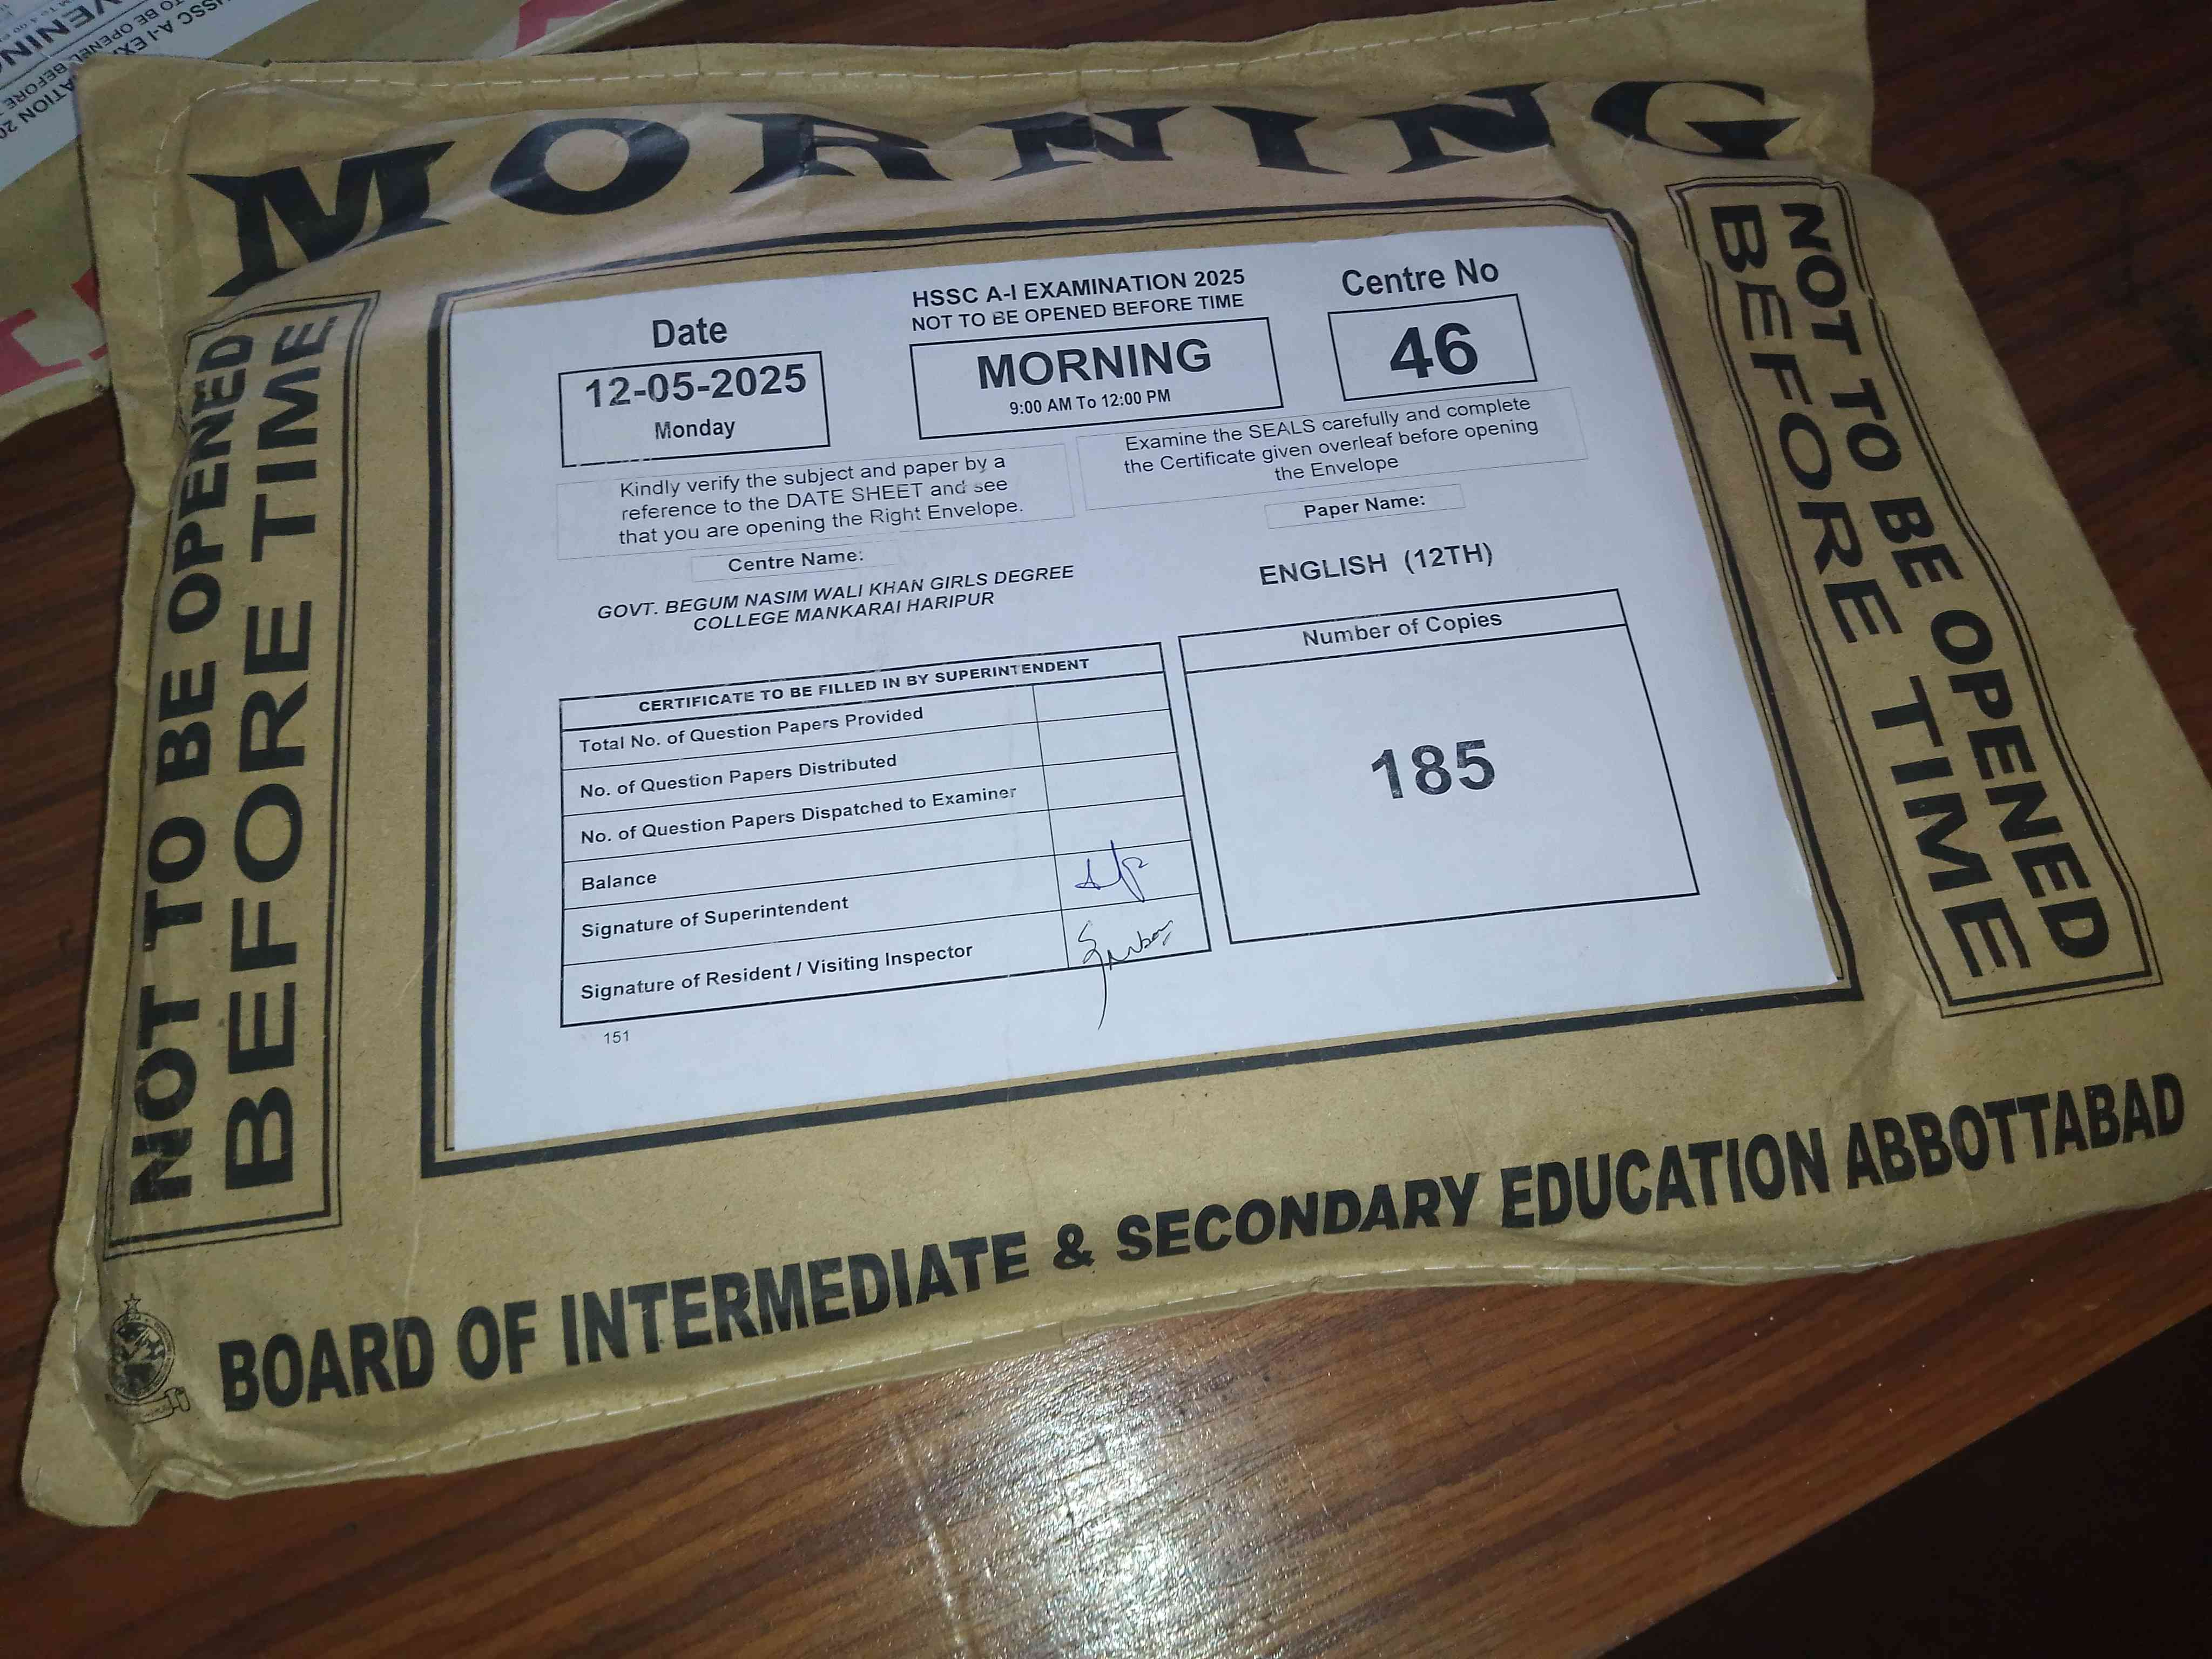 MORNING
NOT TO BE OPENED
BEFORE TIME
HSSC A-I EXAMINATION 2025
NOT TO BE OPENED BEFORE TIME
Date
12-05-2025
Monday
MORNING
9:00 AM To 12:00 PM
Centre No
46
Kindly verify the subject and paper by a
reference to the DATE SHEET and see
that you are opening the Right Envelope.
Examine the SEALS carefully and complete
the Certificate given overleaf before opening
the Envelope
Centre Name:
GOVT. BEGUM NASIM WALI KHAN GIRLS DEGREE
COLLEGE MANKARAI HARIPUR
Paper Name:
ENGLISH (12TH)
CERTIFICATE TO BE FILLED IN BY SUPERINTENDENT
Total No. of Question Papers Provided
No. of Question Papers Distributed
No. of Question Papers Dispatched to Examiner
Balance
Signature of Superintendent
Signature of Resident / Visiting Inspector
151
Number of Copies
185
NOT TO BE OPENED
BEFORE TIME
BOARD OF INTERMEDIATE & SECONDARY EDUCATION ABBOTTABAD